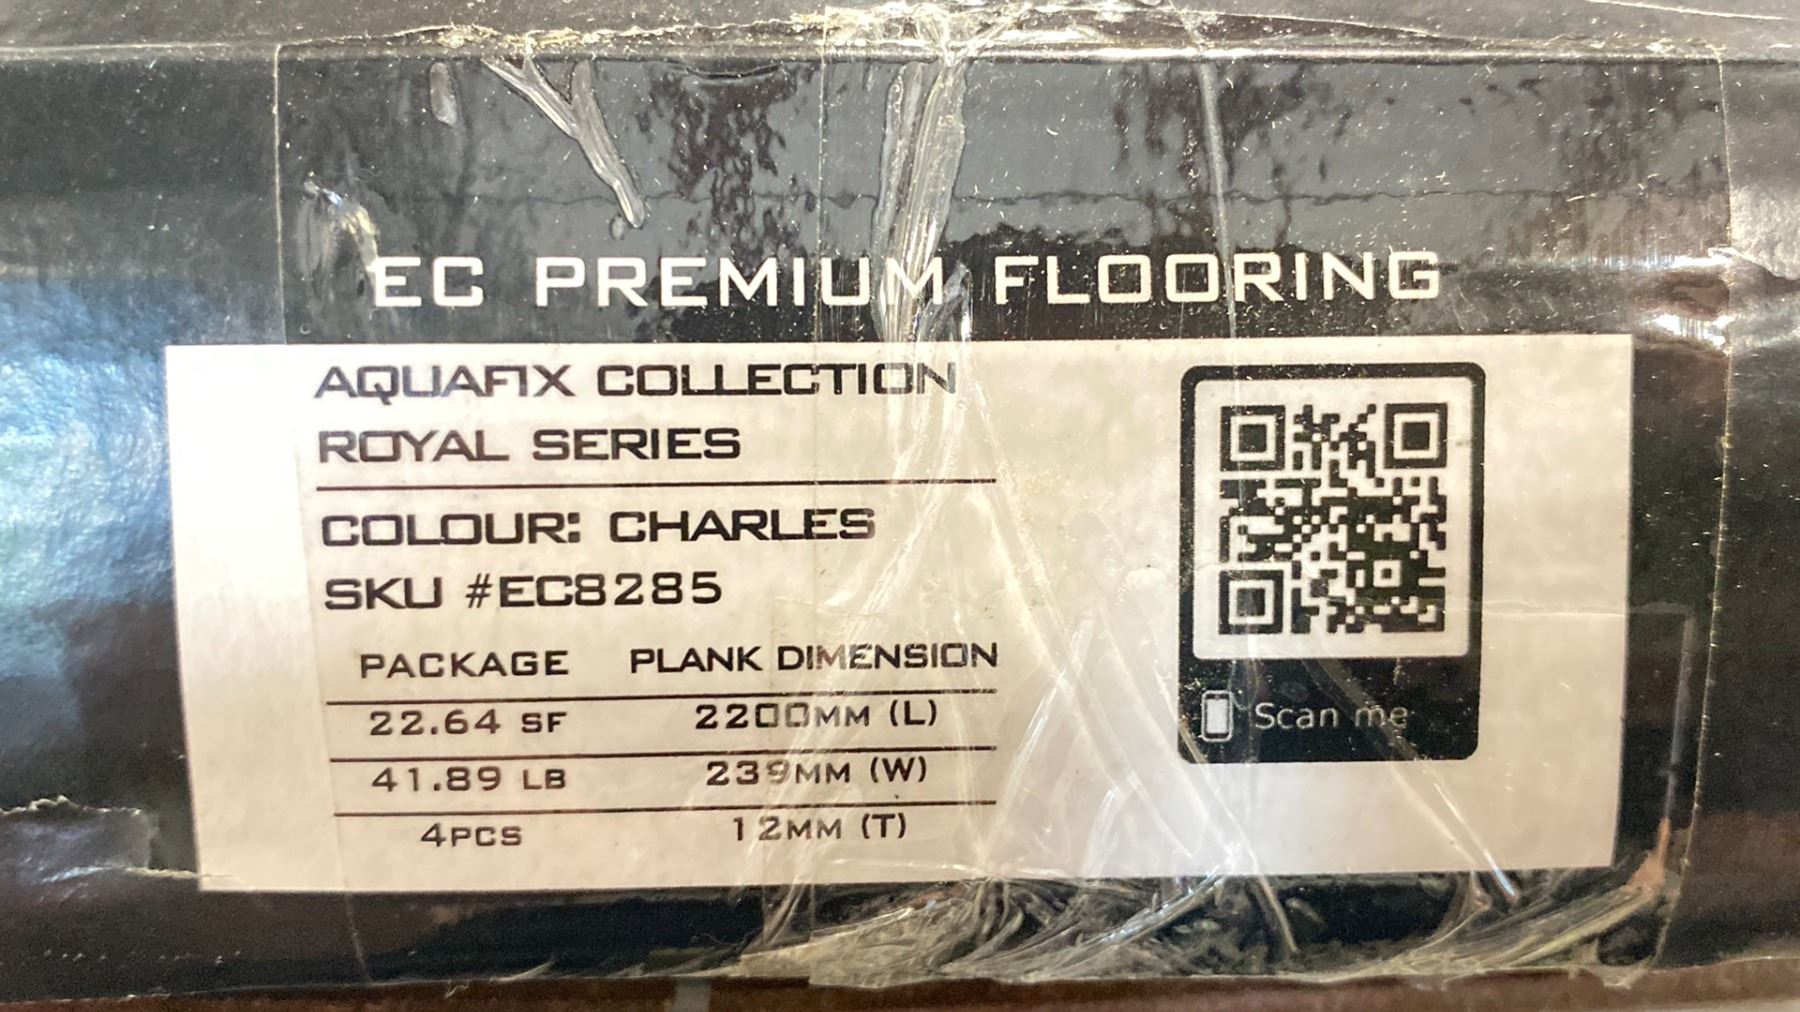 EC PREMIUM FLOORING
AQUAFIX COLLECTION
ROYAL SERIES
COLOUR: CHARLES
SKU #EC8285
PACKAGE PLANK DIMENSION
22.64 SF 2200MM (L)
41.89 LB 239MM (W)
4PCS 12MM (T)
Scan me